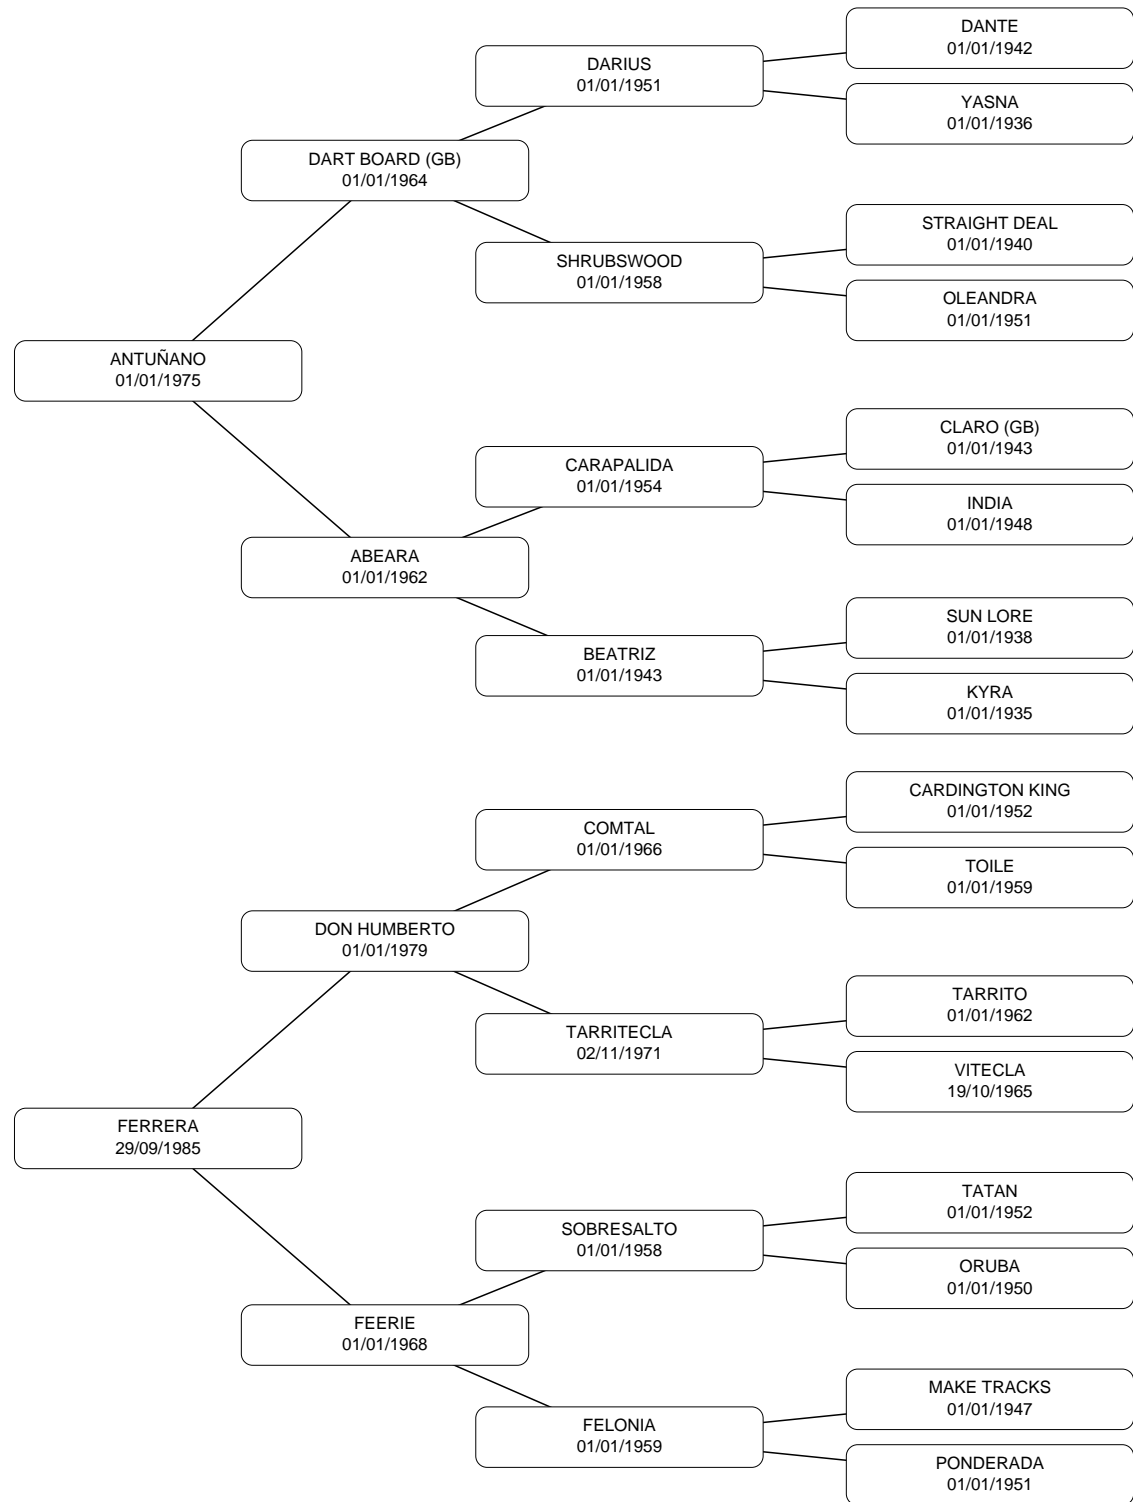 DANTE
01/01/1942
DARIUS
01/01/1951
YASNA
01/01/1936
DART BOARD (GB)
01/01/1964
STRAIGHT DEAL
01/01/1940
SHRUBSWOOD
01/01/1958
OLEANDRA
01/01/1951
ANTUÑANO
01/01/1975
CLARO (GB)
01/01/1943
CARAPALIDA
01/01/1954
INDIA
01/01/1948
ABEARA
01/01/1962
SUN LORE
01/01/1938
BEATRIZ
01/01/1943
KYRA
01/01/1935
CARDINGTON KING
01/01/1952
COMTAL
01/01/1966
TOILE
01/01/1959
DON HUMBERTO
01/01/1979
TARRITO
01/01/1962
TARRITECLA
02/11/1971
VITECLA
19/10/1965
FERRERA
29/09/1985
TATAN
01/01/1952
SOBRESALTO
01/01/1958
ORUBA
01/01/1950
FEERIE
01/01/1968
MAKE TRACKS
01/01/1947
FELONIA
01/01/1959
PONDERADA
01/01/1951